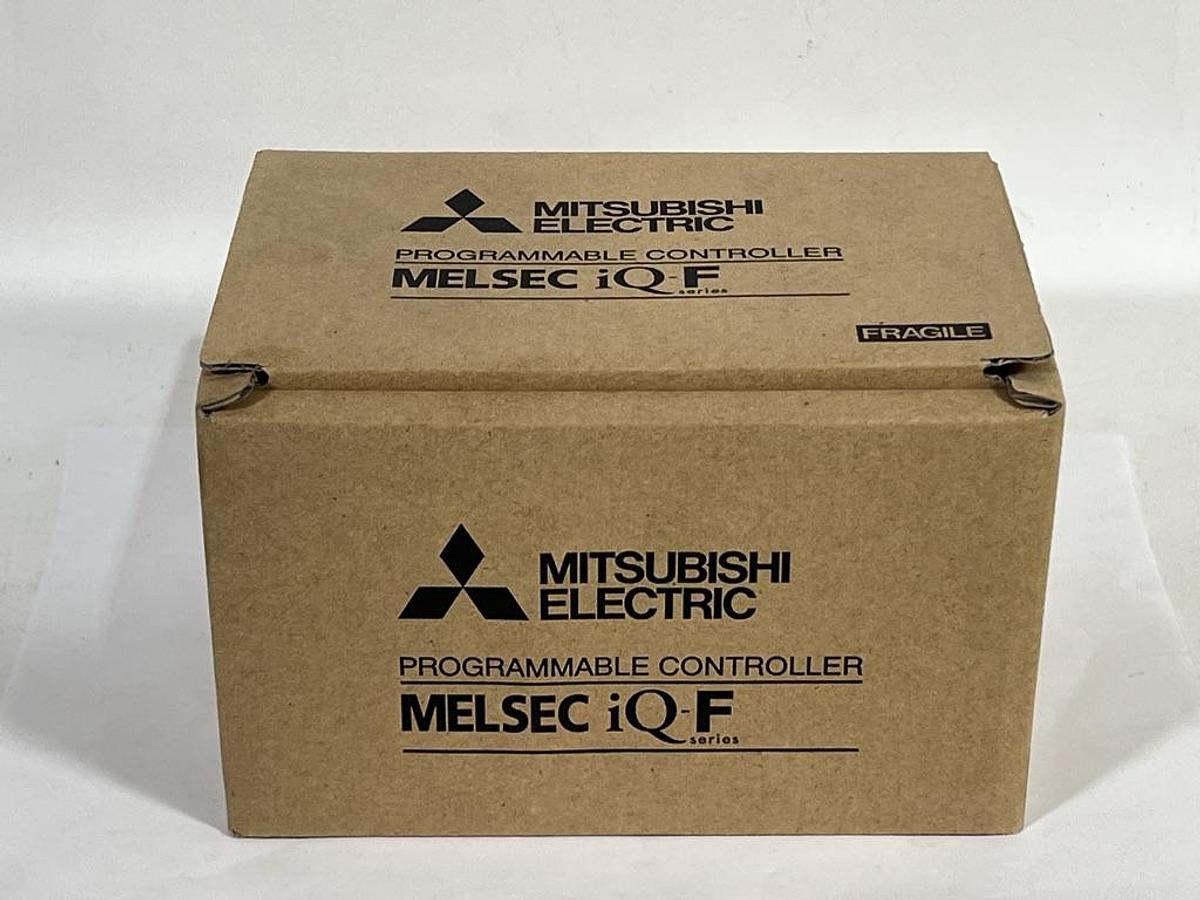 MITSUBISHI
ELECTRIC
PROGRAMMABLE CONTROLLER
MELSEC iQ-F
series
FRAGILE
MITSUBISHI
ELECTRIC
PROGRAMMABLE CONTROLLER
MELSEC iQ-F
series